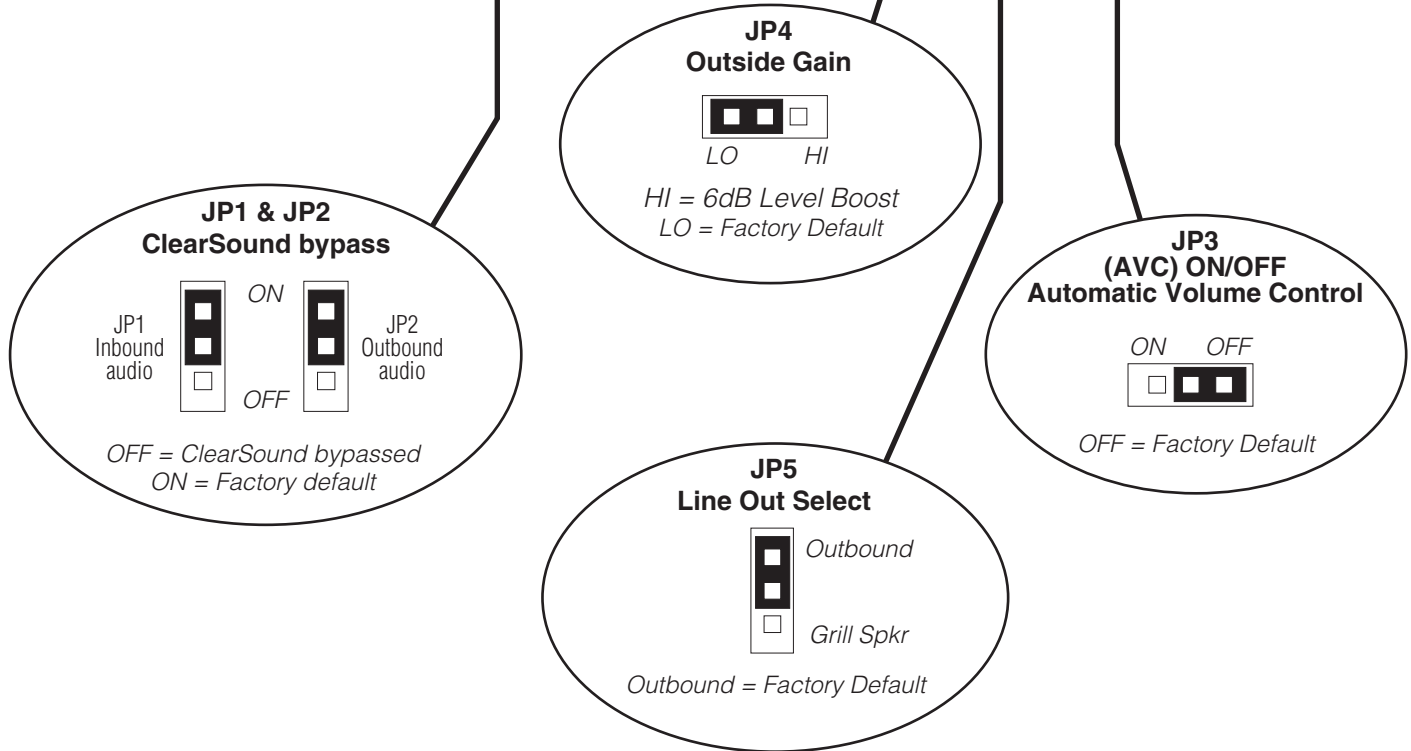 JP4
Outside Gain
LO HI
HI = 6dB Level Boost
LO = Factory Default
JP1 & JP2
ClearSound bypass
ON
JP1
Inbound
audio
JP2
Outbound
audio
OFF
OFF = ClearSound bypassed
ON = Factory default
JP3
(AVC) ON/OFF
Automatic Volume Control
ON OFF
OFF = Factory Default
JP5
Line Out Select
Outbound
Grill Spkr
Outbound = Factory Default